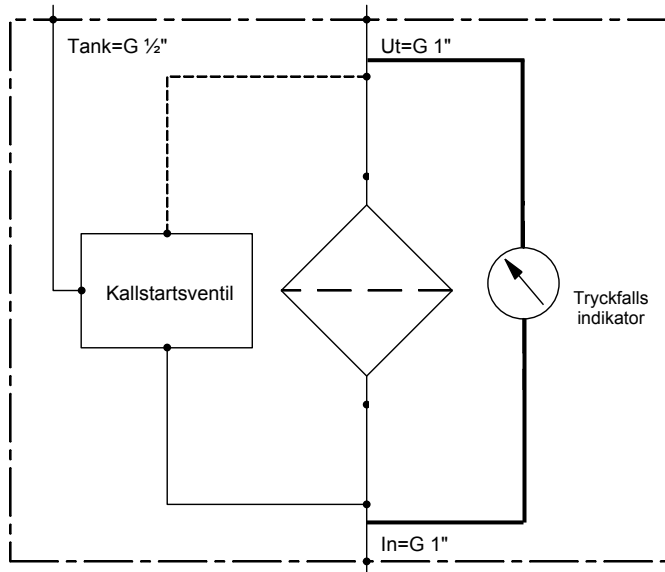 Tank=G ½"
Ut=G 1"
Kallstartsventil
Tryckfalls
indikator
In=G 1"